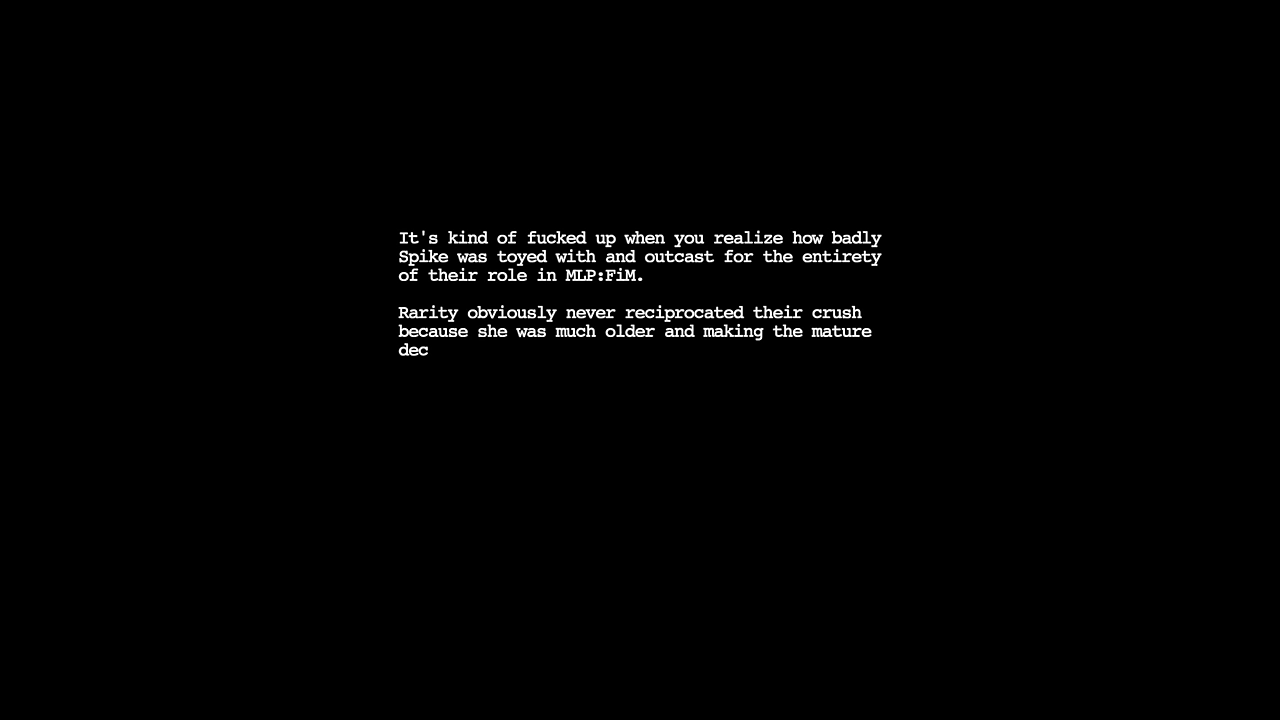 It's kind of fucked up when you realize how badly
Spike was toyed with and outcast for the entirety
of their role in MLP:FiM.
Rarity obviously never reciprocated their crush
because she was much older and making the mature
dec